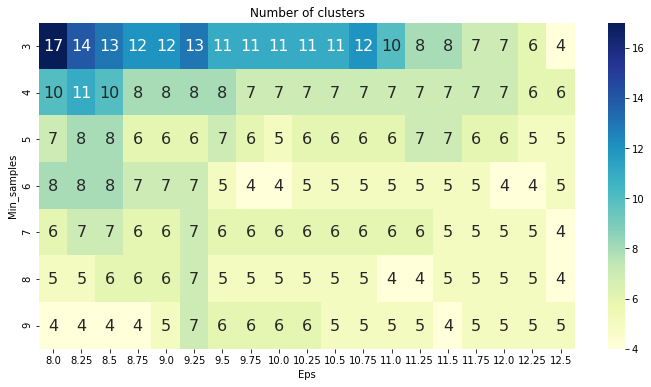 Number of clusters
3 17 14 13 12 12 13 11 11 11 11 11 12 10 8 8 7 7 6 4
4 10 11 10 8 8 8 8 7 7 7 7 7 7 7 7 7 7 6 6
5 7 8 8 6 6 6 7 6 5 6 6 6 6 7 7 6 6 5 5
6 8 8 8 7 7 7 5 4 4 5 5 5 5 5 5 5 4 4 5
7 6 7 7 6 6 7 6 6 6 6 6 6 6 6 5 5 5 5 4
8 5 5 6 6 6 7 5 5 5 5 5 5 4 4 5 5 5 5 4
9 4 4 4 4 5 7 6 6 6 6 5 5 5 5 4 5 5 5 5
8.0 8.25 8.5 8.75 9.0 9.25 9.5 9.75 10.0 10.25 10.5 10.75 11.0 11.25 11.5 11.75 12.0 12.25 12.5
Eps
Min_samples
16
14
12
10
8
6
4